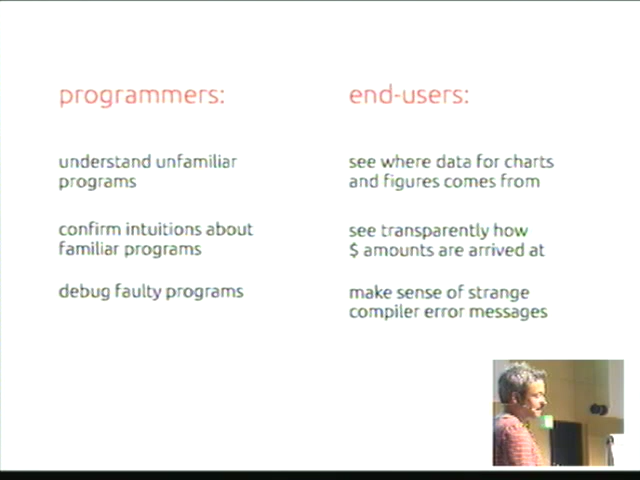 programmers:
understand unfamiliar
programs
confirm intuitions about
familiar programs
debug faulty programs
end-users:
see where data for charts
and figures comes from
see transparently how
$ amounts are arrived at
make sense of strange
compiler error messages